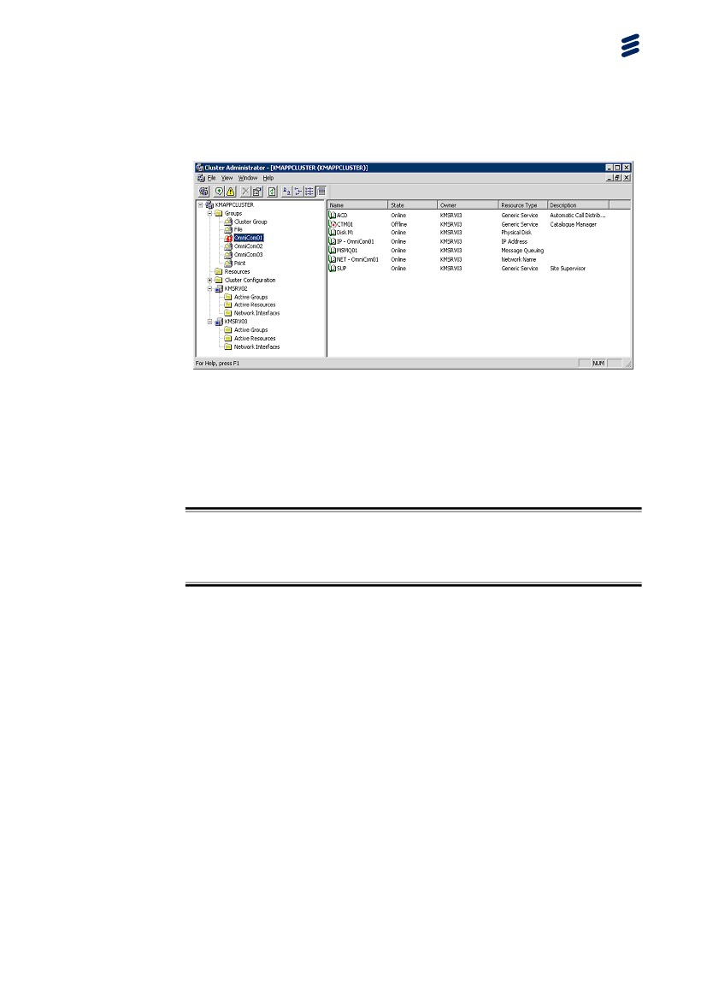 Cluster Administrator - [KMAPPCLUSTER (KMAPPCLUSTER)]
File View Window Help
KMAPPCLUSTER
Groups
Cluster Group
File
OmniCom01
OmniCom02
OmniCom03
Print
Resources
Cluster Configuration
KMSRV02
Active Groups
Active Resources
Network Interfaces
KMSRV03
Active Groups
Active Resources
Network Interfaces
Name State Owner Resource Type Description
ACD Online KMSRV03 Generic Service Automatic Call Distrib...
CTM01 Offline KMSRV03 Generic Service Catalogue Manager
Disk M: Online KMSRV03 Physical Disk
IP - OmniCom01 Online KMSRV03 IP Address
MSMQ01 Online KMSRV03 Message Queuing
NET - OmniCom01 Online KMSRV03 Network Name
SUP Online KMSRV03 Generic Service Site Supervisor
For Help, press F1 NUM